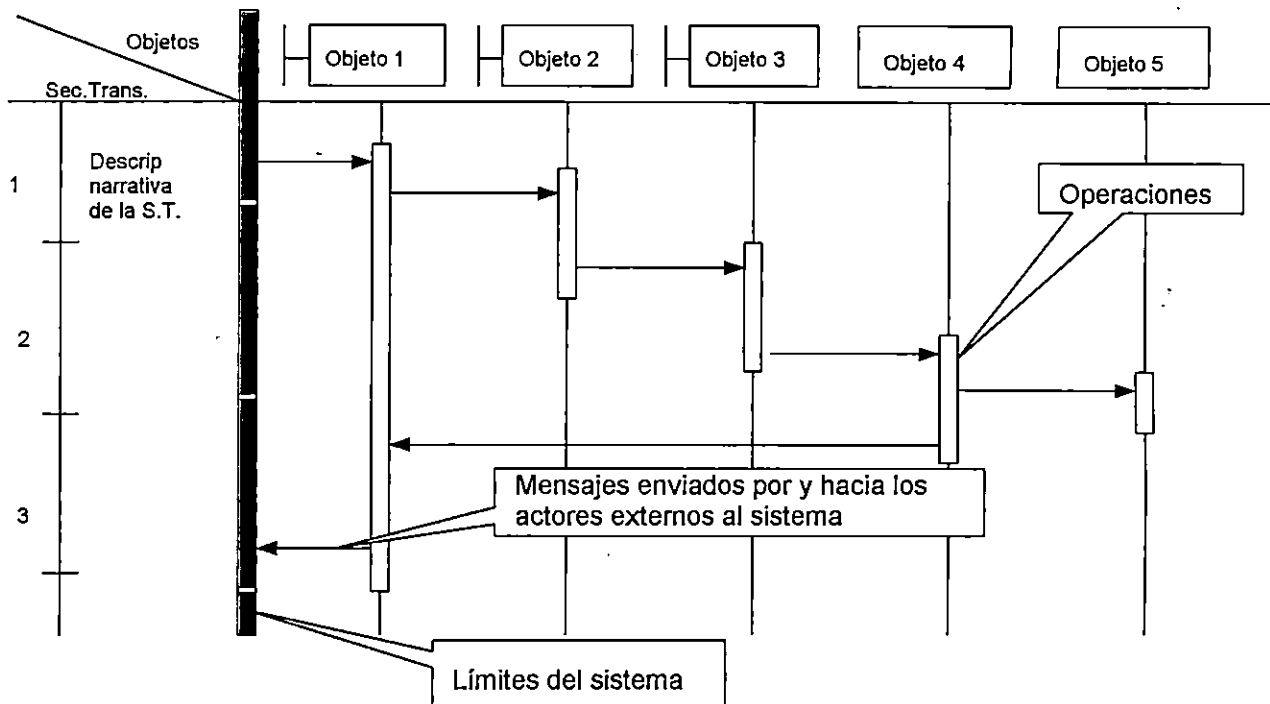 Objetos
Objeto 1
Objeto 2
Objeto 3
Objeto 4
Objeto 5
Sec.Trans.
1
Descrip
narrativa
de la S.T.
Operaciones
2
3
Mensajes enviados por y hacia los
actores externos al sistema
Límites del sistema